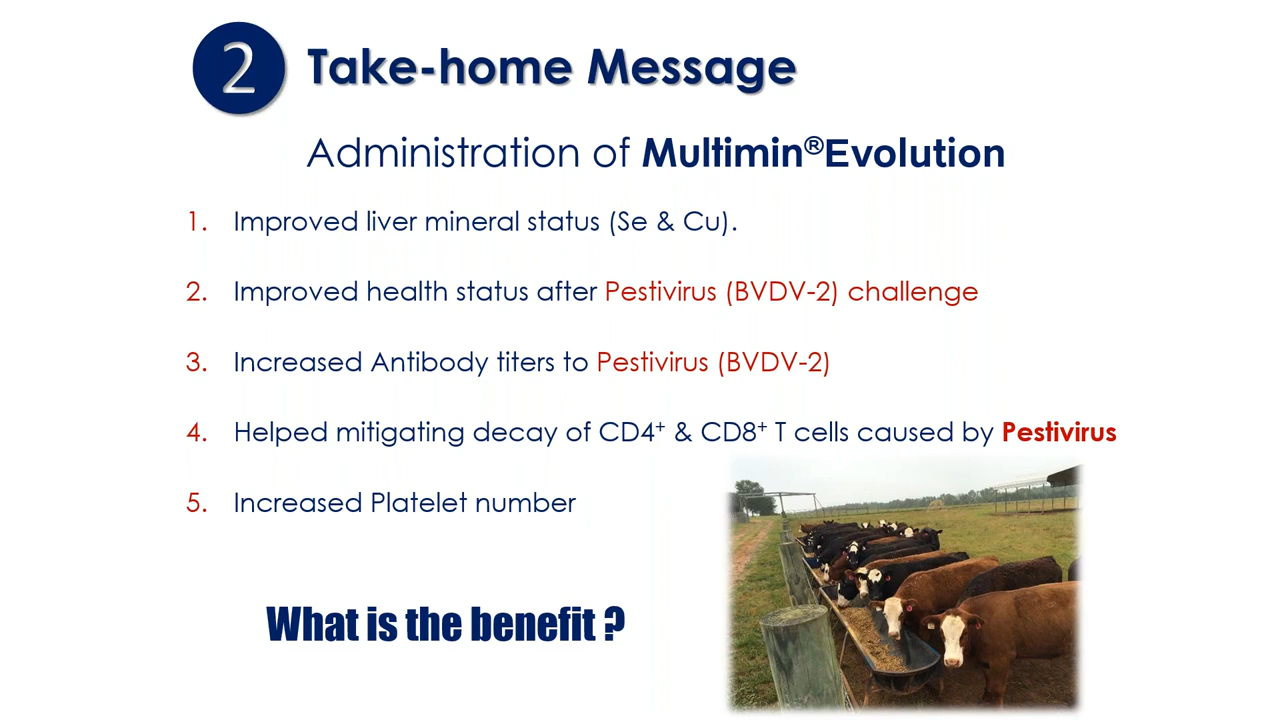 2 Take-home Message
Administration of Multimin®Evolution
1. Improved liver mineral status (Se & Cu).
2. Improved health status after Pestivirus (BVDV-2) challenge
3. Increased Antibody titers to Pestivirus (BVDV-2)
4. Helped mitigating decay of CD4⁺ & CD8⁺ T cells caused by Pestivirus
5. Increased Platelet number
What is the benefit ?